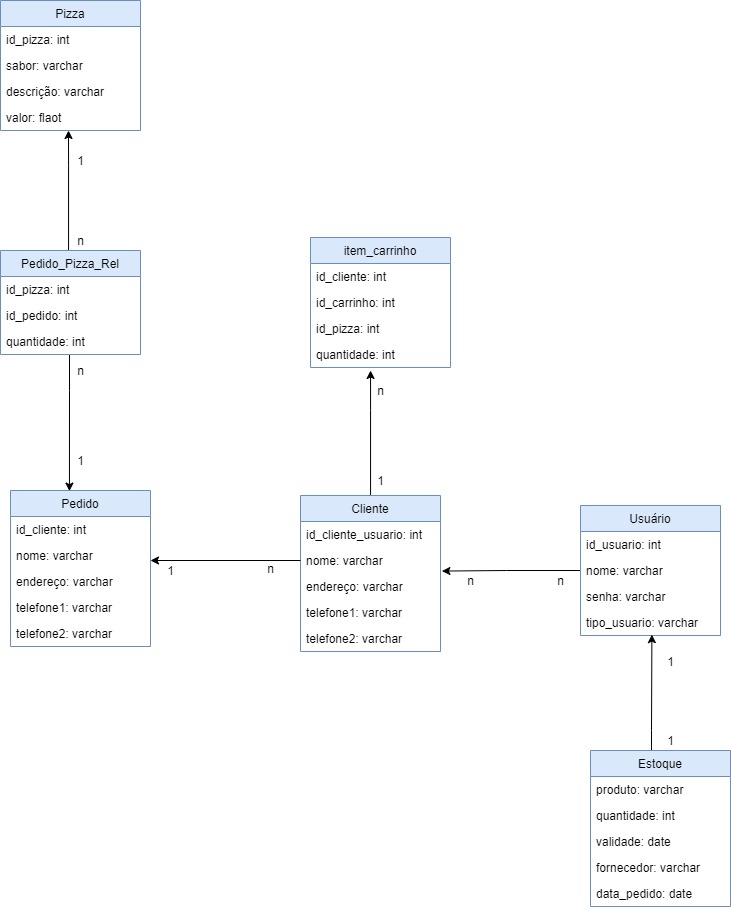 Pizza
id_pizza: int
sabor: varchar
descrição: varchar
valor: flaot
1
n
Pedido_Pizza_Rel
id_pizza: int
id_pedido: int
quantidade: int
n
1
item_carrinho
id_cliente: int
id_carrinho: int
id_pizza: int
quantidade: int
n
1
Pedido
id_cliente: int
nome: varchar
endereço: varchar
telefone1: varchar
telefone2: varchar
1
n
Cliente
id_cliente_usuario: int
nome: varchar
endereço: varchar
telefone1: varchar
telefone2: varchar
n
n
Usuário
id_usuario: int
nome: varchar
senha: varchar
tipo_usuario: varchar
1
1
Estoque
produto: varchar
quantidade: int
validade: date
fornecedor: varchar
data_pedido: date